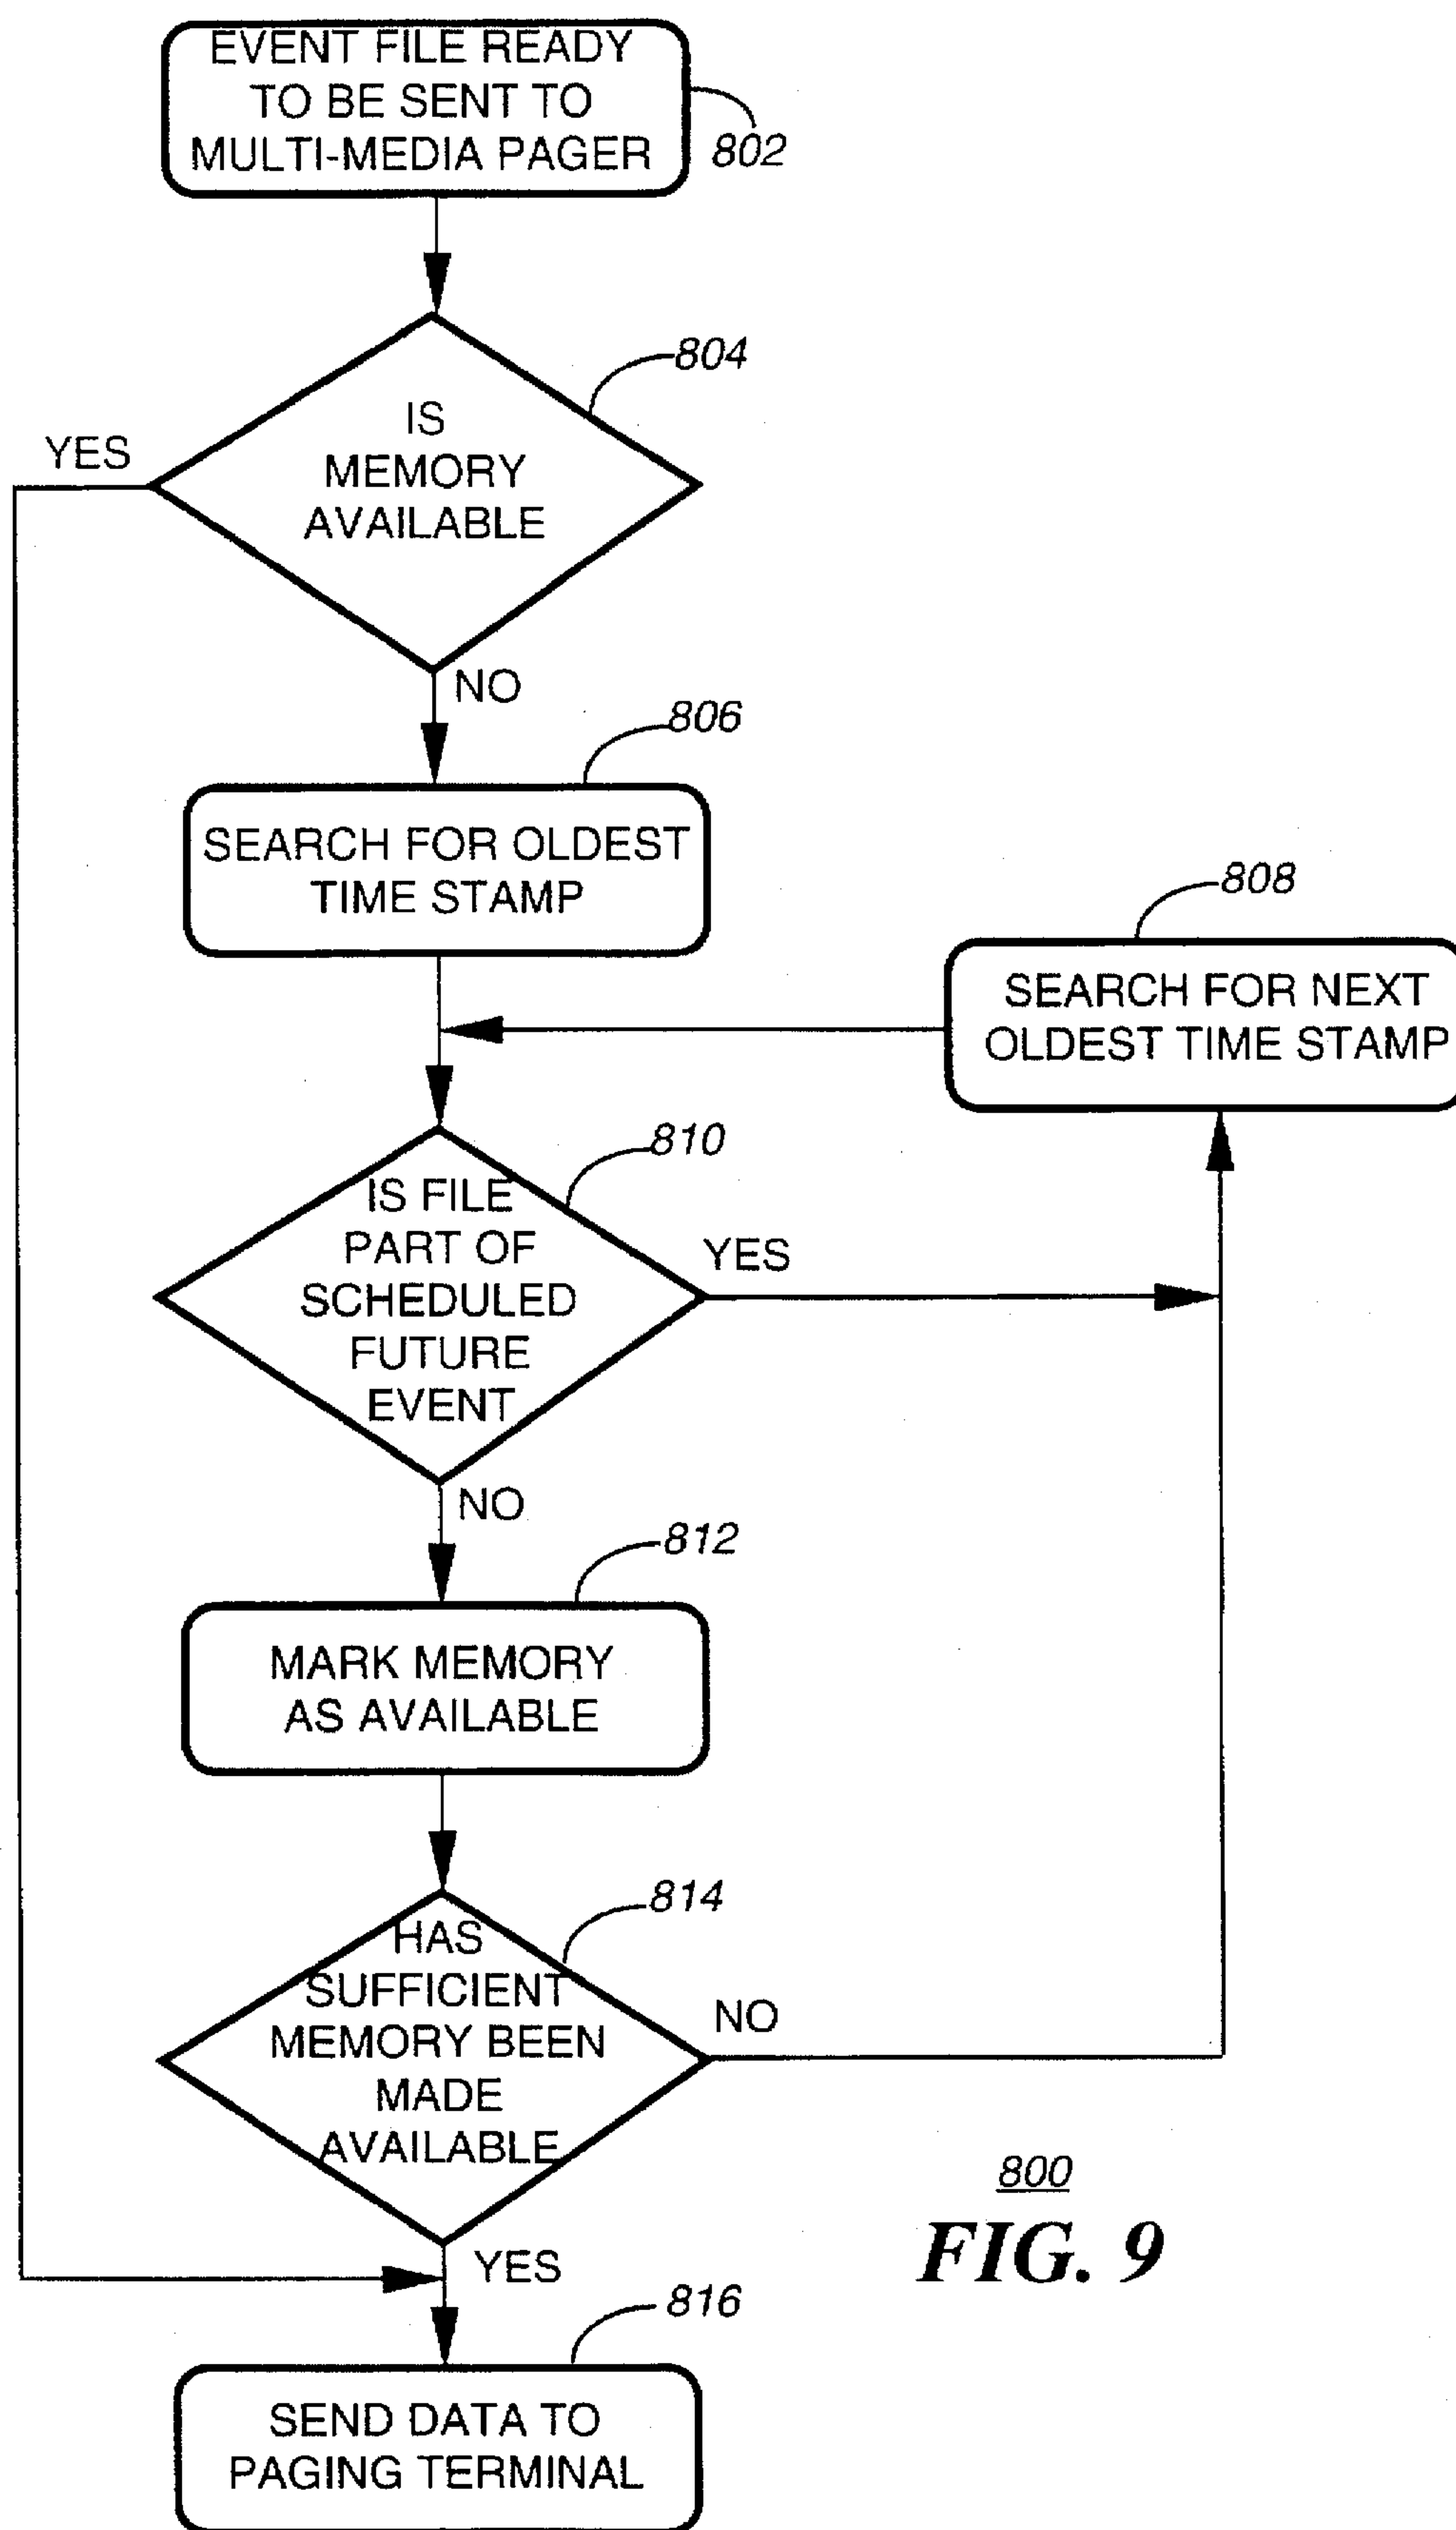 EVENT FILE READY
TO BE SENT TO
MULTI-MEDIA PAGER
802
804
IS
MEMORY
AVAILABLE
YES
NO
806
SEARCH FOR OLDEST
TIME STAMP
808
SEARCH FOR NEXT
OLDEST TIME STAMP
810
IS FILE
PART OF
SCHEDULED
FUTURE
EVENT
YES
NO
812
MARK MEMORY
AS AVAILABLE
814
HAS
SUFFICIENT
MEMORY BEEN
MADE
AVAILABLE
NO
YES
800
FIG. 9
816
SEND DATA TO
PAGING TERMINAL